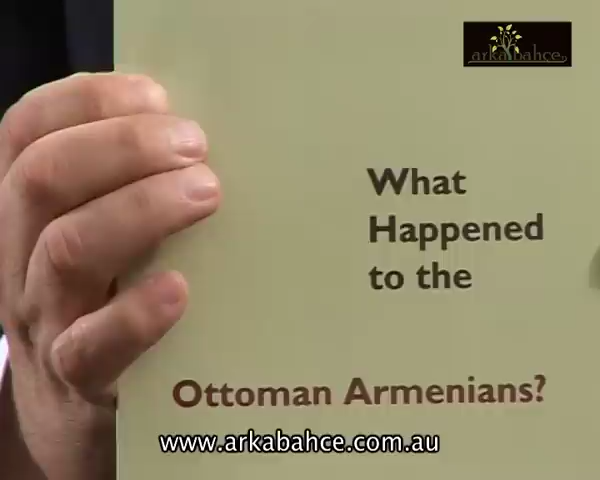 arkabahce
What
Happened
to the
Ottoman Armenians?
www.arkabahce.com.au